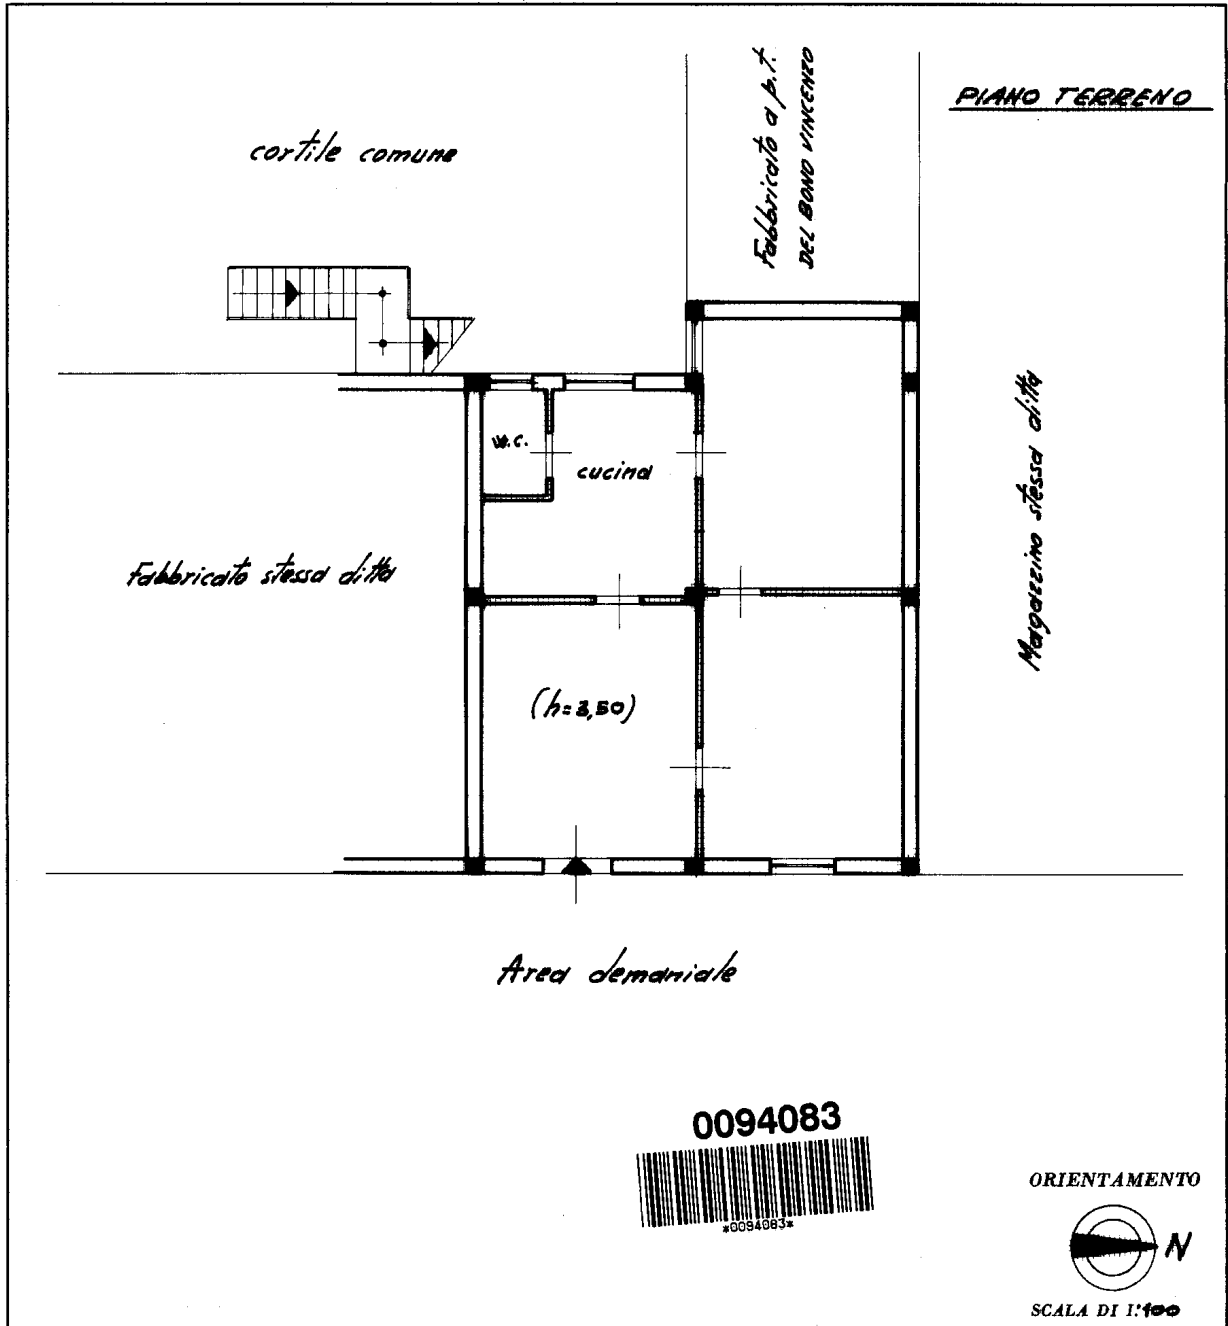 PIANO TERRENO
Fabbricato a p.t.
DEL BONO VINCENZO
cortile comune
w.c.
cucina
Fabbricato stessa ditta
Magazzino stessa ditta
(h=3,50)
Area demaniale
0094083
*0094083*
ORIENTAMENTO
N
SCALA DI 1:100